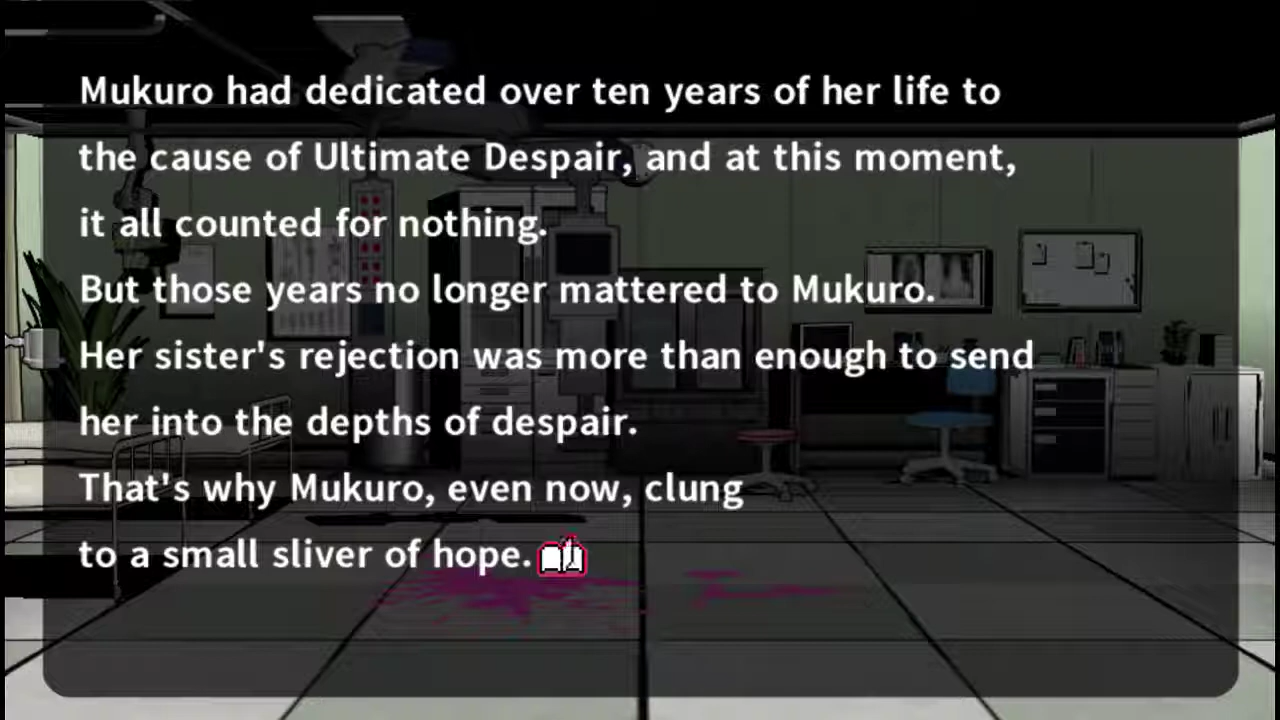 Mukuro had dedicated over ten years of her life to
the cause of Ultimate Despair, and at this moment,
it all counted for nothing.
But those years no longer mattered to Mukuro.
Her sister's rejection was more than enough to send
her into the depths of despair.
That's why Mukuro, even now, clung
to a small sliver of hope.